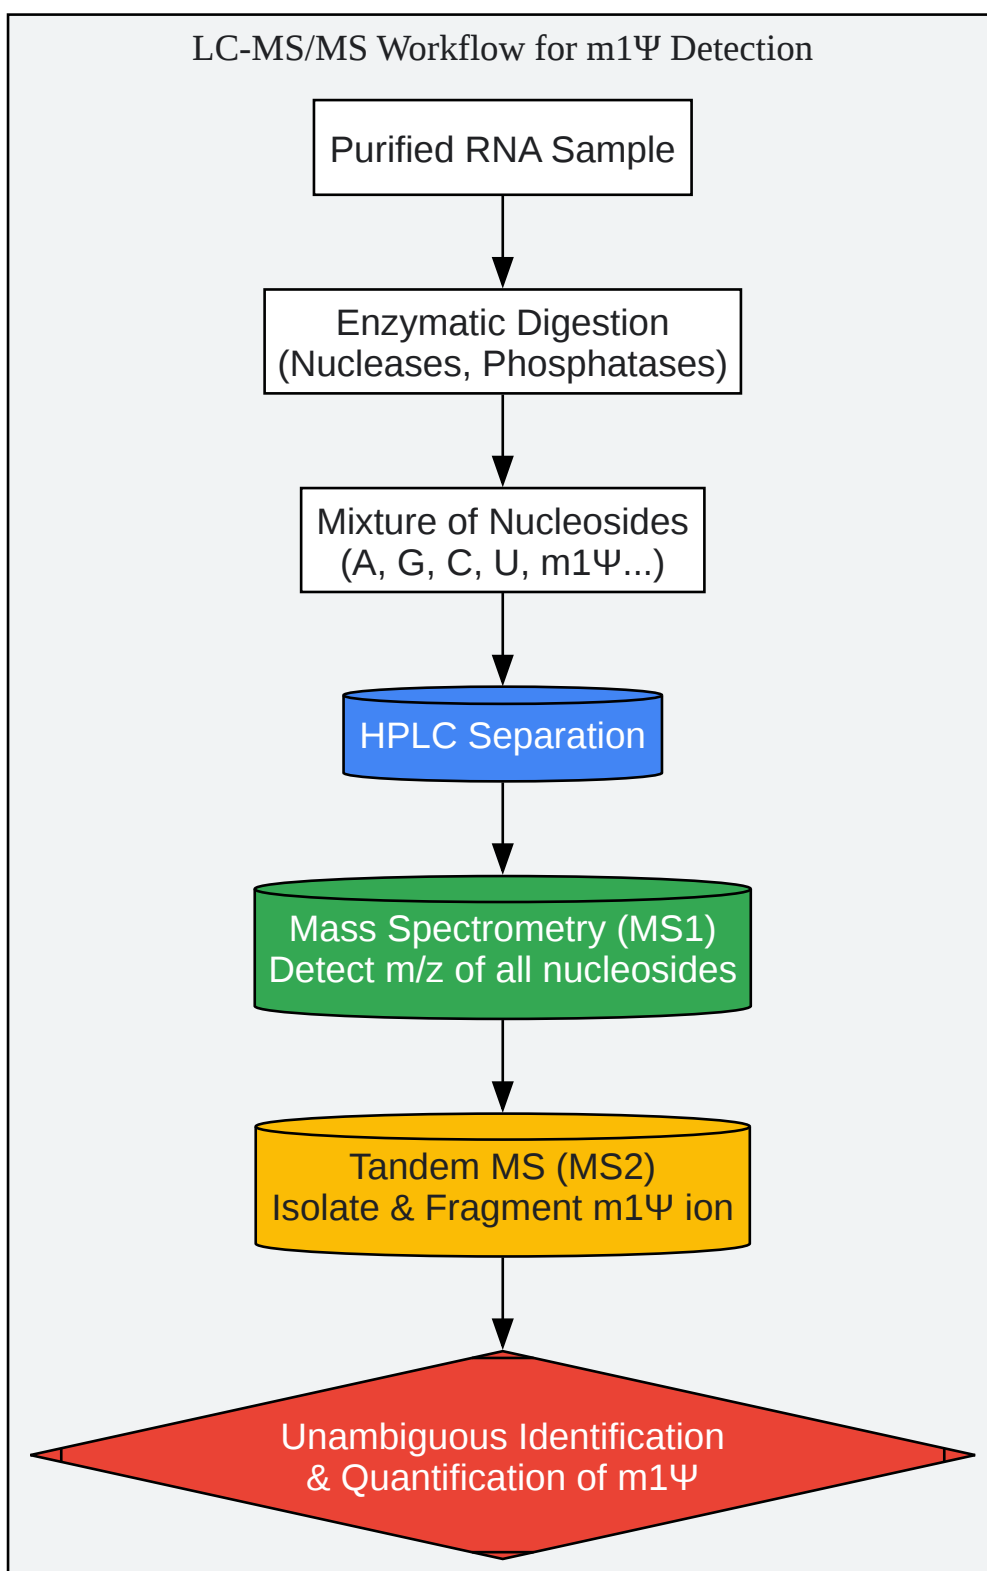 LC-MS/MS Workflow for m1Ψ Detection
Purified RNA Sample
Enzymatic Digestion
(Nucleases, Phosphatases)
Mixture of Nucleosides
(A, G, C, U, m1Ψ...)
HPLC Separation
Mass Spectrometry (MS1)
Detect m/z of all nucleosides
Tandem MS (MS2)
Isolate & Fragment m1Ψ ion
Unambiguous Identification
& Quantification of m1Ψ